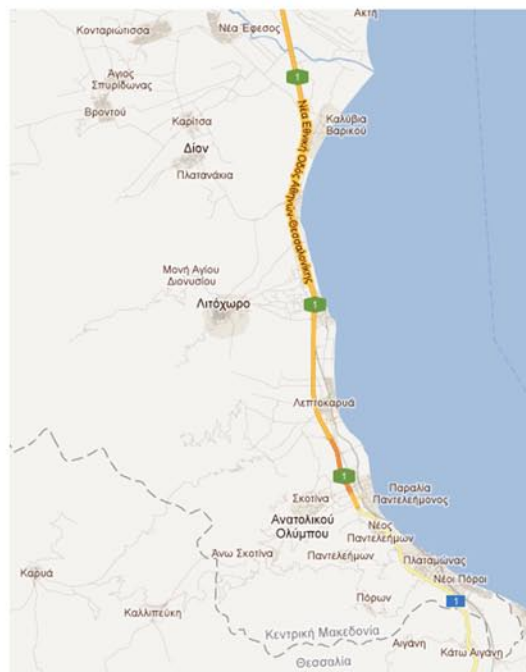 Ακτή
Κονταριώτισσα
Νέα Έφεσος
1
Άγιος
Σπυρίδωνας
Βροντού
Καρίτσα
Καλύβια
Βαρικού
Δίον
Πλατανάκια
Νέα Εθνική Οδός Αθηνών-Θεσσαλονίκης
Μονή Αγίου
Διονυσίου
Λιτόχωρο
1
Λεπτοκαρυά
1
Παραλία
Παντελεήμονος
Σκοτίνα
Ανατολικού
Ολύμπου
Νέος
Παντελεήμων
Άνω Σκοτίνα
Παντελεήμων
Πλαταμώνας
Νέοι Πόροι
Καρυά
Πόρων
1
Καλλιπεύκη
Κεντρική Μακεδονία
Θεσσαλία
Αιγάνη
Κάτω Αιγάνη